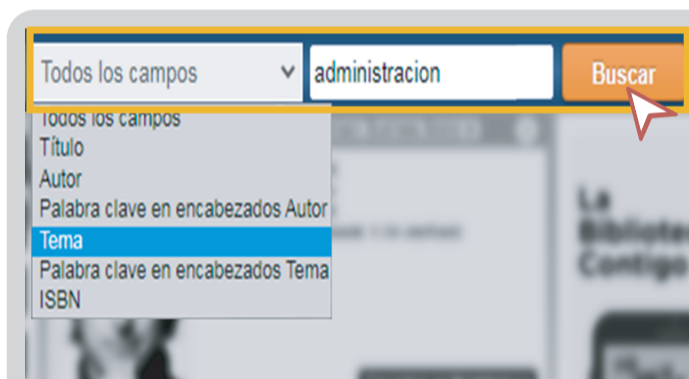 Todos los campos administracion Buscar
Todos los campos
Título
Autor
Palabra clave en encabezados Autor
Tema
Palabra clave en encabezados Tema
ISBN
La
Bibliotec
Contigo